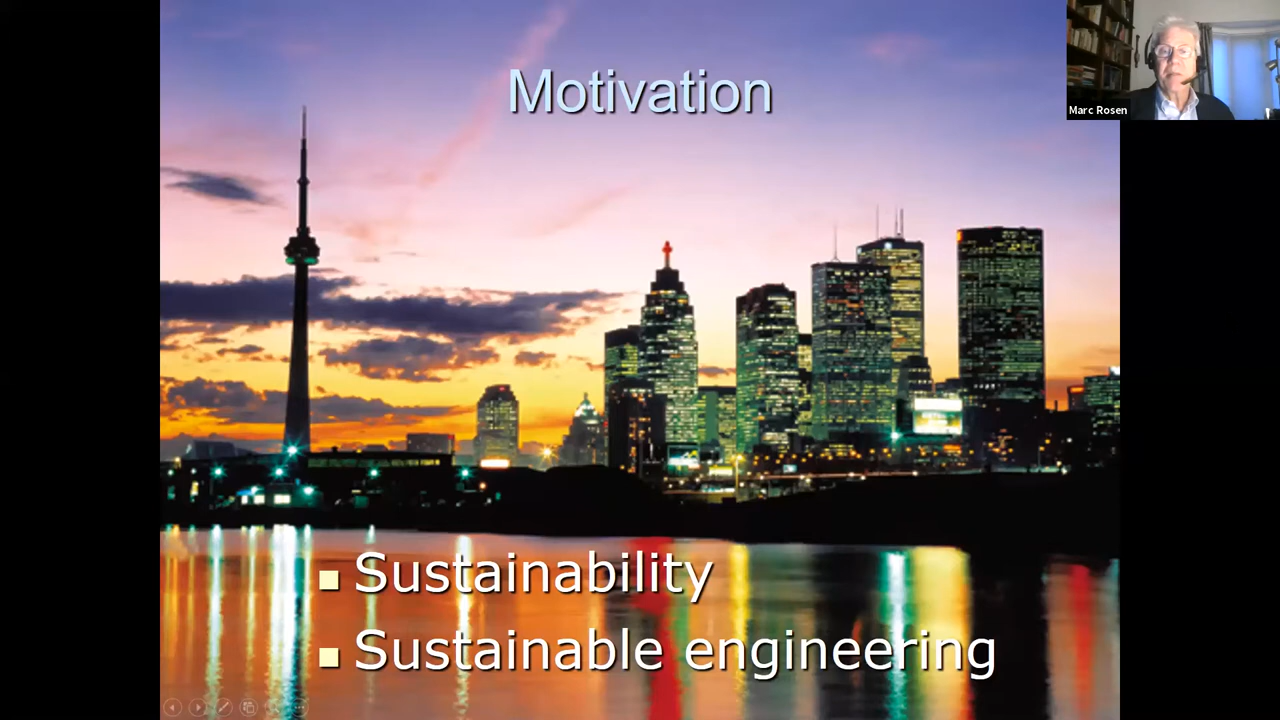 Motivation
Marc Rosen
Sustainability
Sustainable engineering